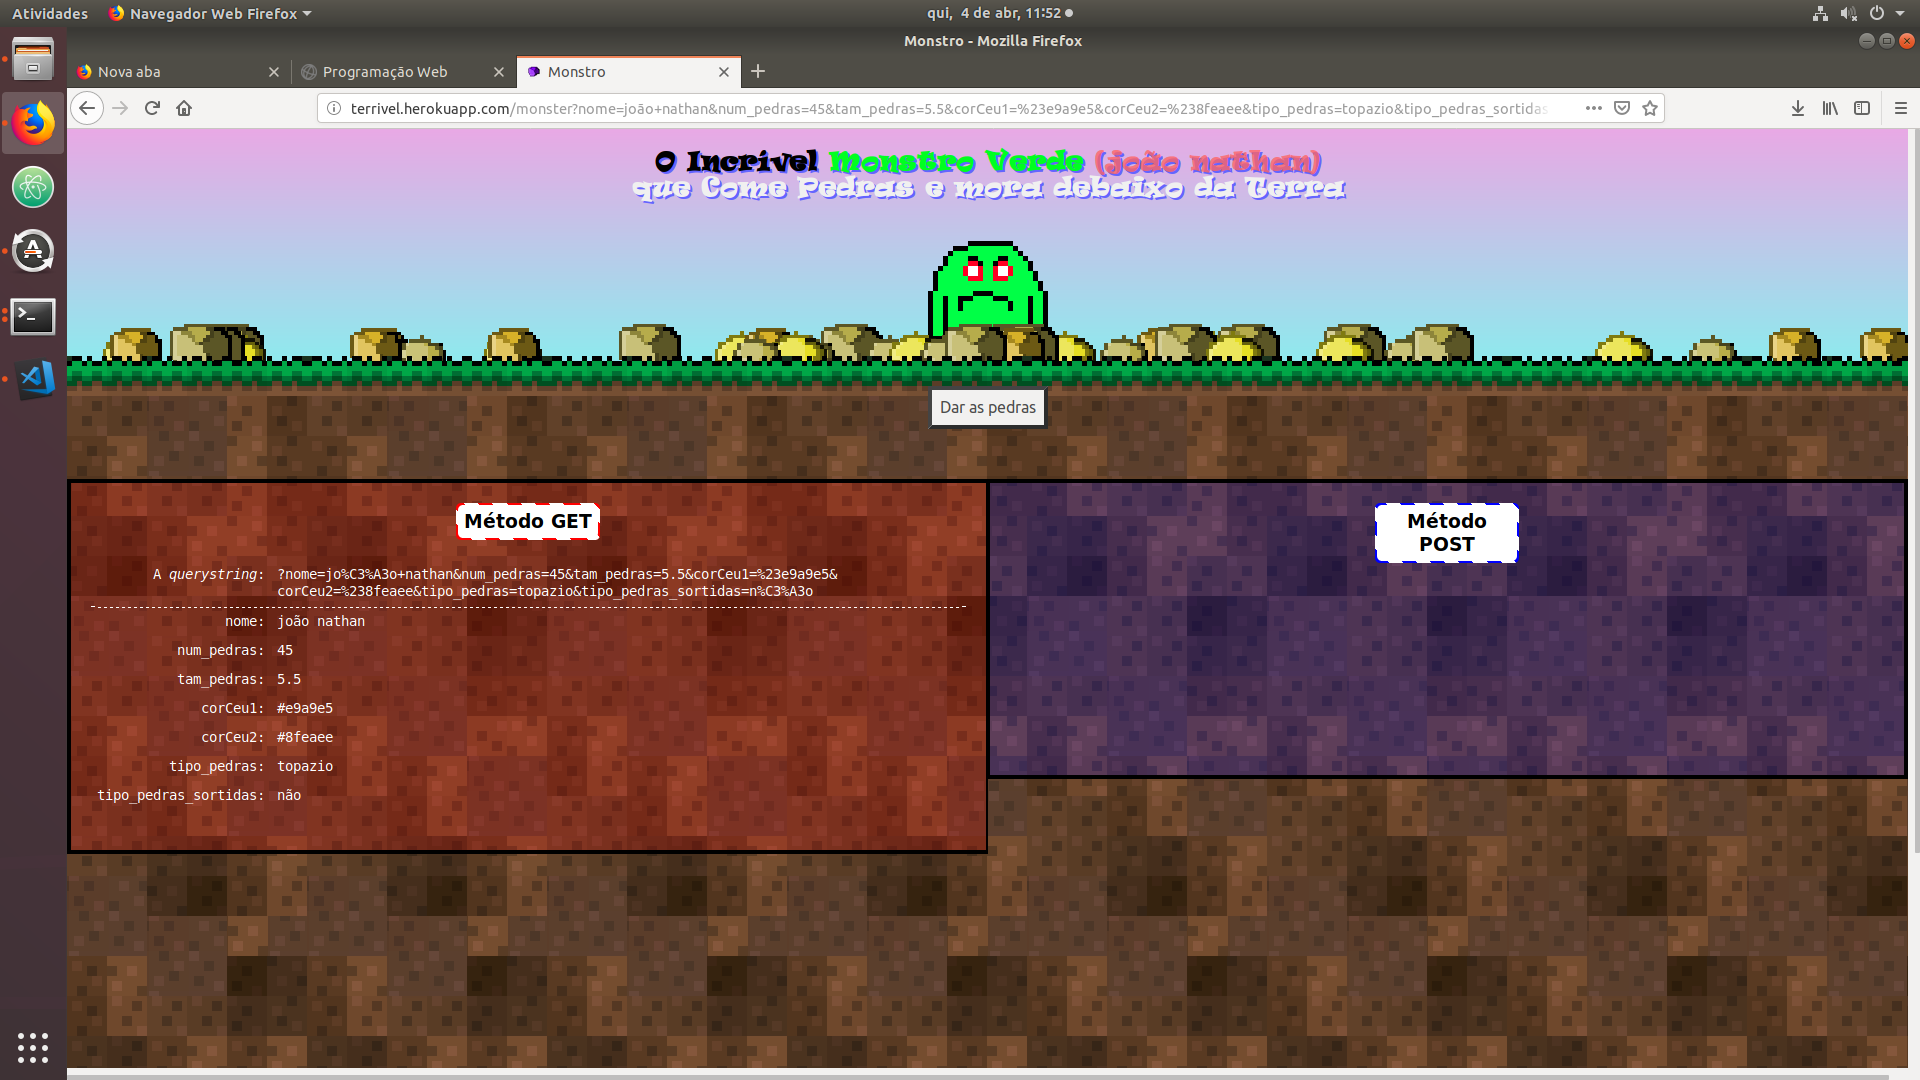 Atividades
Navegador Web Firefox
qui, 4 de abr, 11:52
Monstro - Mozilla Firefox
Nova aba
Programação Web
Monstro
terrivel.herokuapp.com/monster?nome=joão+nathan&num_pedras=45&tam_pedras=5.5&corCeu1=%23e9a9e5&corCeu2=%238feaee&tipo_pedras=topazio&tipo_pedras_sortidas
O Incrível Monstro Verde (joão nathan)
que Come Pedras e mora debaixo da Terra
Dar as pedras
Método GET
A querystring: ?nome=jo%C3%A3o+nathan&num_pedras=45&tam_pedras=5.5&corCeu1=%23e9a9e5&
corCeu2=%238feaee&tipo_pedras=topazio&tipo_pedras_sortidas=n%C3%A3o
nome: joão nathan
num_pedras: 45
tam_pedras: 5.5
corCeu1: #e9a9e5
corCeu2: #8feaee
tipo_pedras: topazio
tipo_pedras_sortidas: não
Método
POST